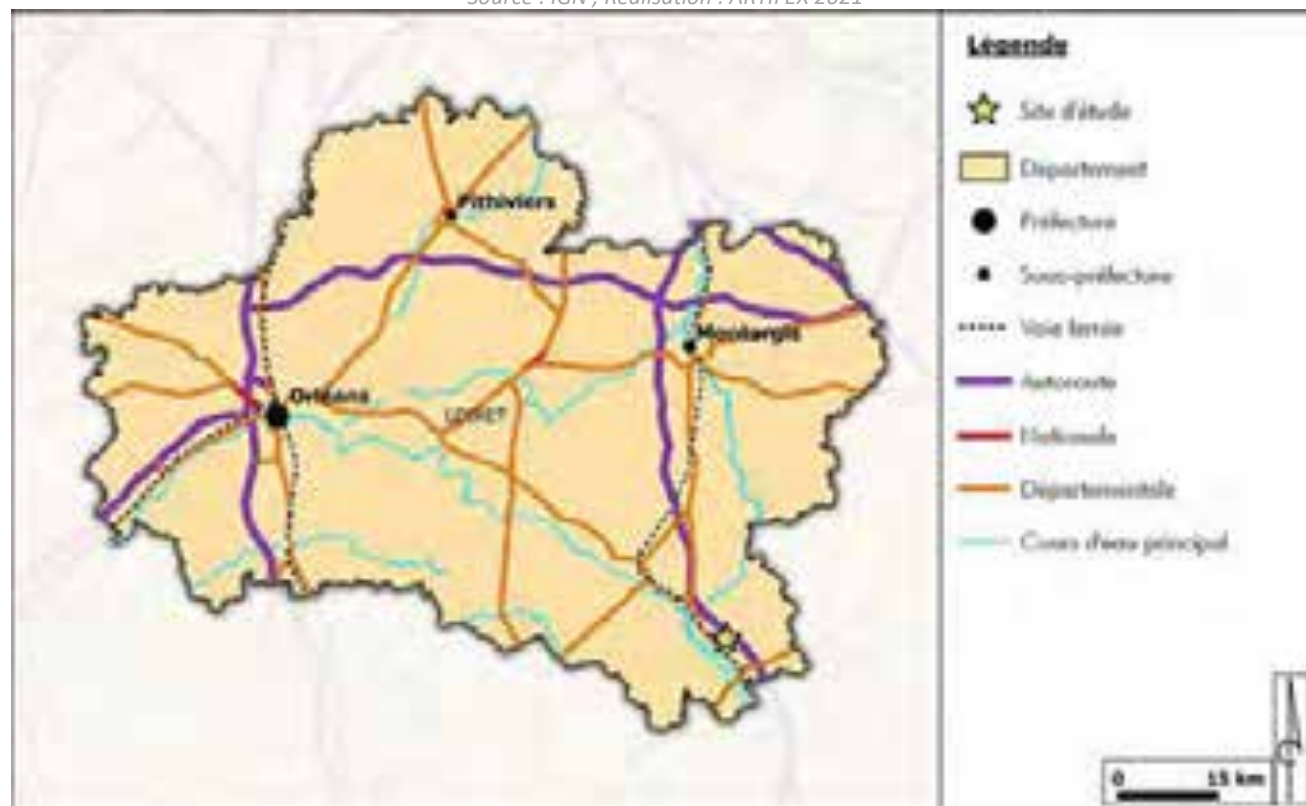 Source : IGN ; Réalisation : ARTIFEX 2021
Légende
Site d'étude
Département
Préfecture
Sous-préfecture
Voie ferrée
Autoroute
Nationale
Départementale
Cours d'eau principal
Pithiviers
Montargis
Orléans
LOIRET
0 15 km